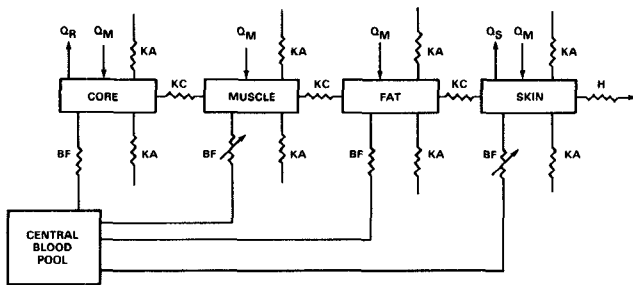 QR QM KA QM KA QM KA QS QM KA
CORE KC MUSCLE KC FAT KC SKIN H
BF KA BF KA BF KA BF KA
CENTRAL
BLOOD
POOL